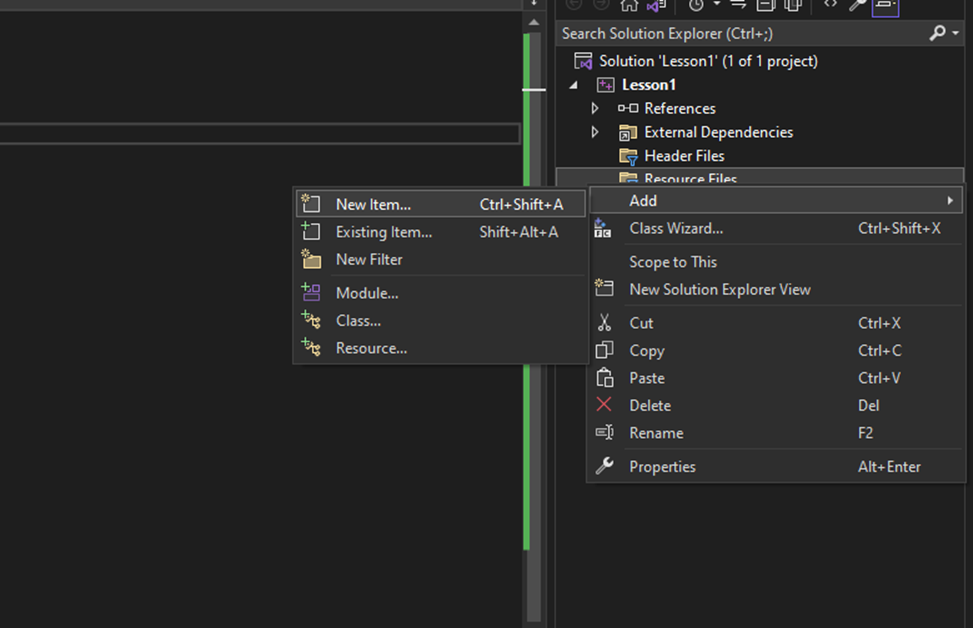 Search Solution Explorer (Ctrl+;)
Solution 'Lesson1' (1 of 1 project)
Lesson1
References
External Dependencies
Header Files
Resource Files
New Item... Ctrl+Shift+A
Existing Item... Shift+Alt+A
New Filter
Module...
Class...
Resource...
Add
Class Wizard... Ctrl+Shift+X
Scope to This
New Solution Explorer View
Cut Ctrl+X
Copy Ctrl+C
Paste Ctrl+V
Delete Del
Rename F2
Properties Alt+Enter